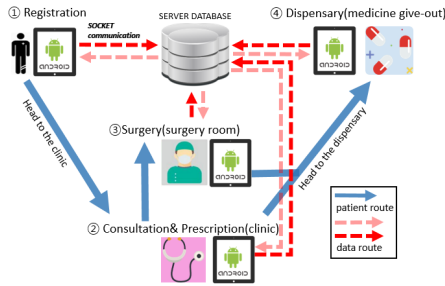 ① Registration
SERVER DATABASE
④ Dispensary(medicine give-out)
SOCKET
communication
ANDROID
ANDROID
Head to the
clinic
③Surgery(surgery room)
Head to the dispensary
ANDROID
② Consultation& Prescription(clinic)
ANDROID
patient route
data route